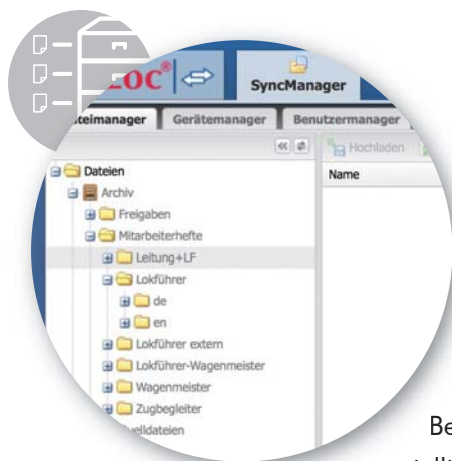 OC®
SyncManager
teimanager
Gerätemanager
Benutzermanager
Hochladen
Dateien
Name
Archiv
Freigaben
Mitarbeiterhefte
Leitung+LF
Lokführer
de
en
Lokführer extern
Lokführer-Wagenmeister
Wagenmeister
Zugbegleiter
elldateien
Be